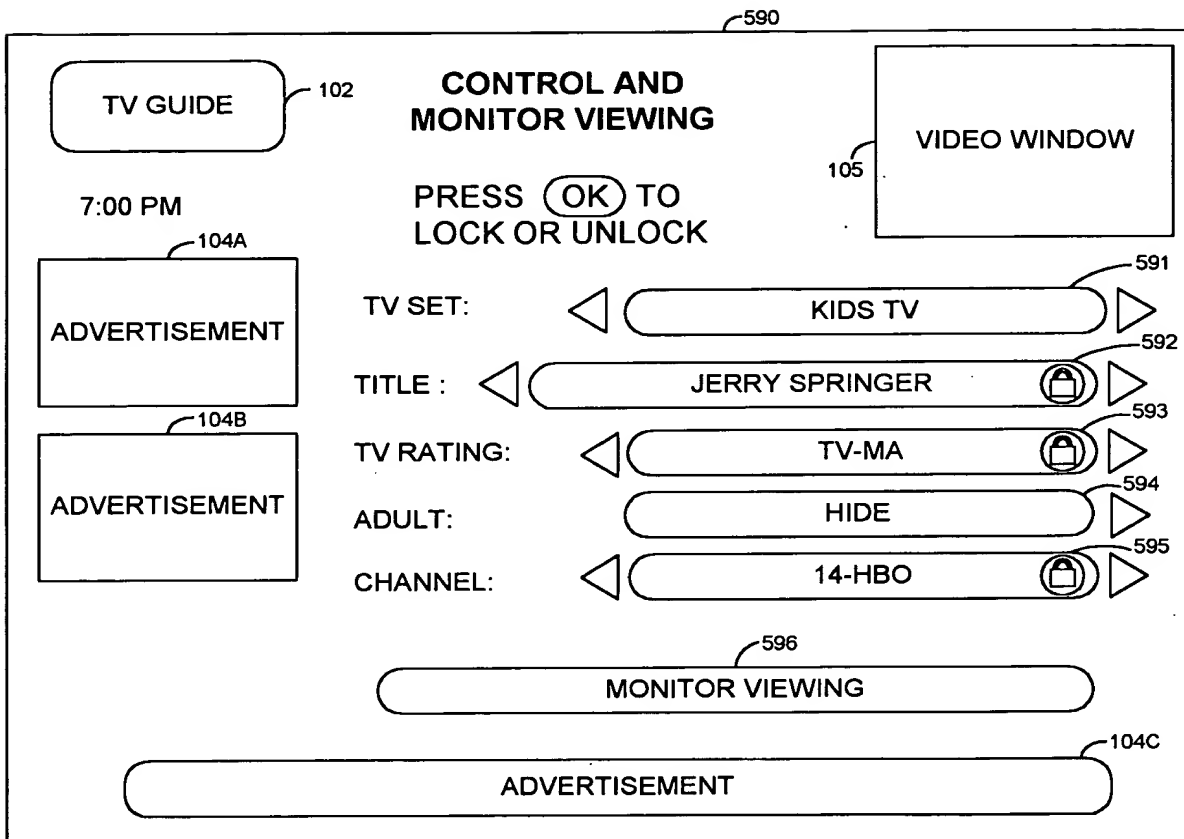 590
TV GUIDE
102
CONTROL AND
MONITOR VIEWING
VIDEO WINDOW
105
7:00 PM
PRESS OK TO
LOCK OR UNLOCK
104A
ADVERTISEMENT
104B
ADVERTISEMENT
591
TV SET: KIDS TV
592
TITLE : JERRY SPRINGER
593
TV RATING: TV-MA
594
ADULT: HIDE
595
CHANNEL: 14-HBO
596
MONITOR VIEWING
104C
ADVERTISEMENT